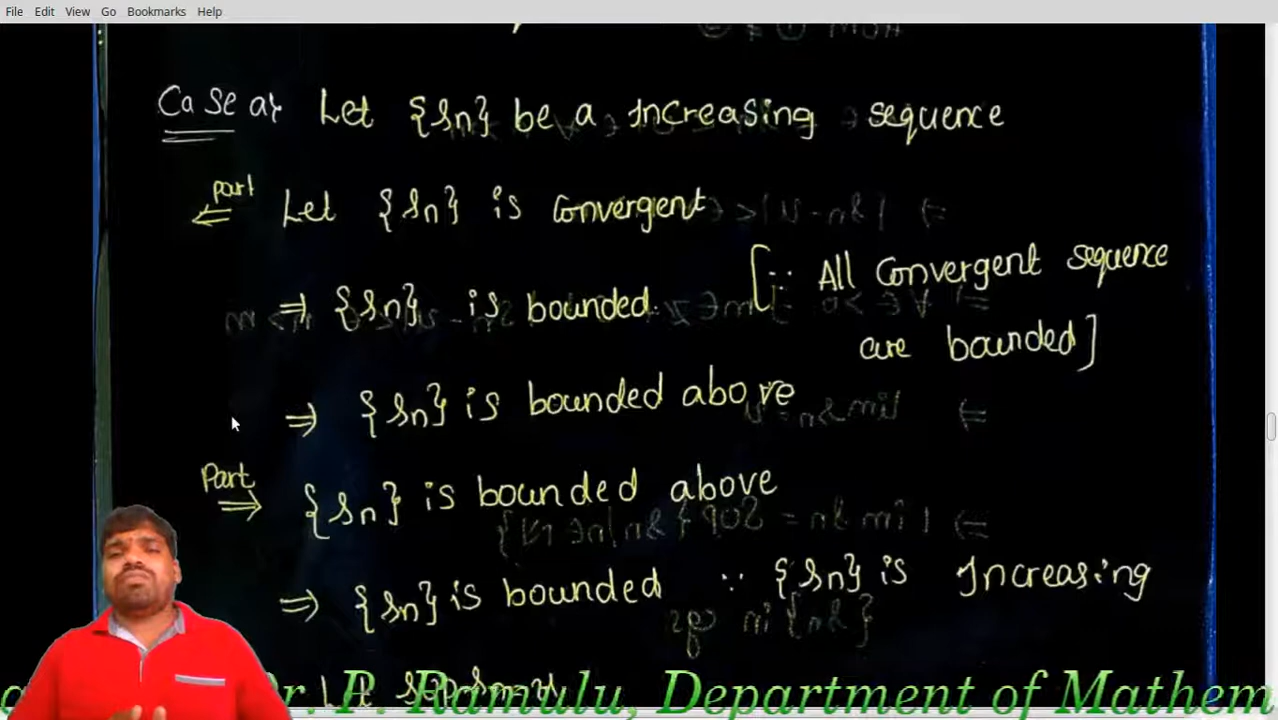 File Edit View Go Bookmarks Help
Case a) Let {sn} be a increasing sequence
part
⇐ Let {sn} is convergent
⇒ {sn} is bounded. [∵ All convergent sequence
are bounded]
⇒ {sn} is bounded above
Part
⇒ {sn} is bounded above
⇒ {sn} is bounded ∵ {sn} is Increasing
Dr. P. Ramulu, Department of Mathem